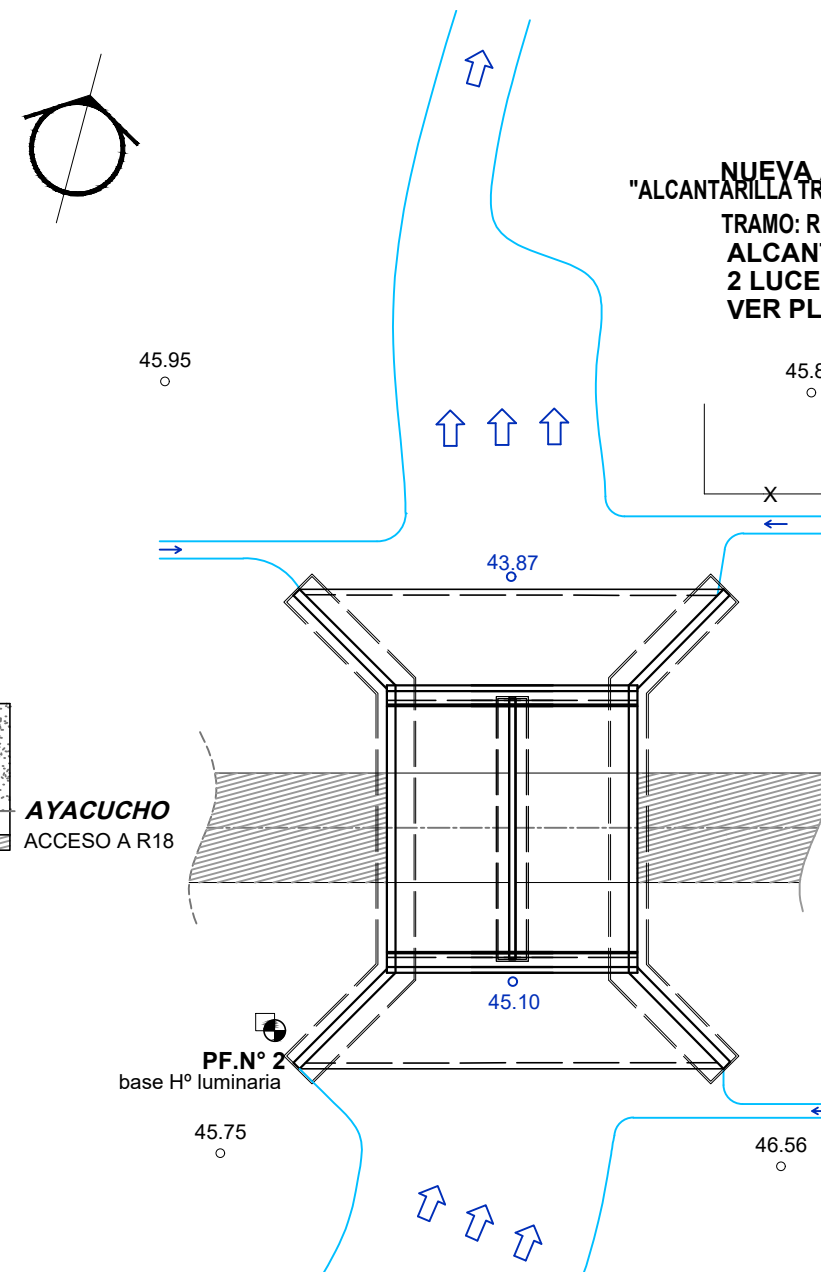 NUEVA
"ALCANTARILLA TR
TRAMO: R
ALCANT
2 LUCE
VER PL
45.95
45.8
X
43.87
AYACUCHO
ACCESO A R18
45.10
PF.N° 2
base Hº luminaria
45.75
46.56